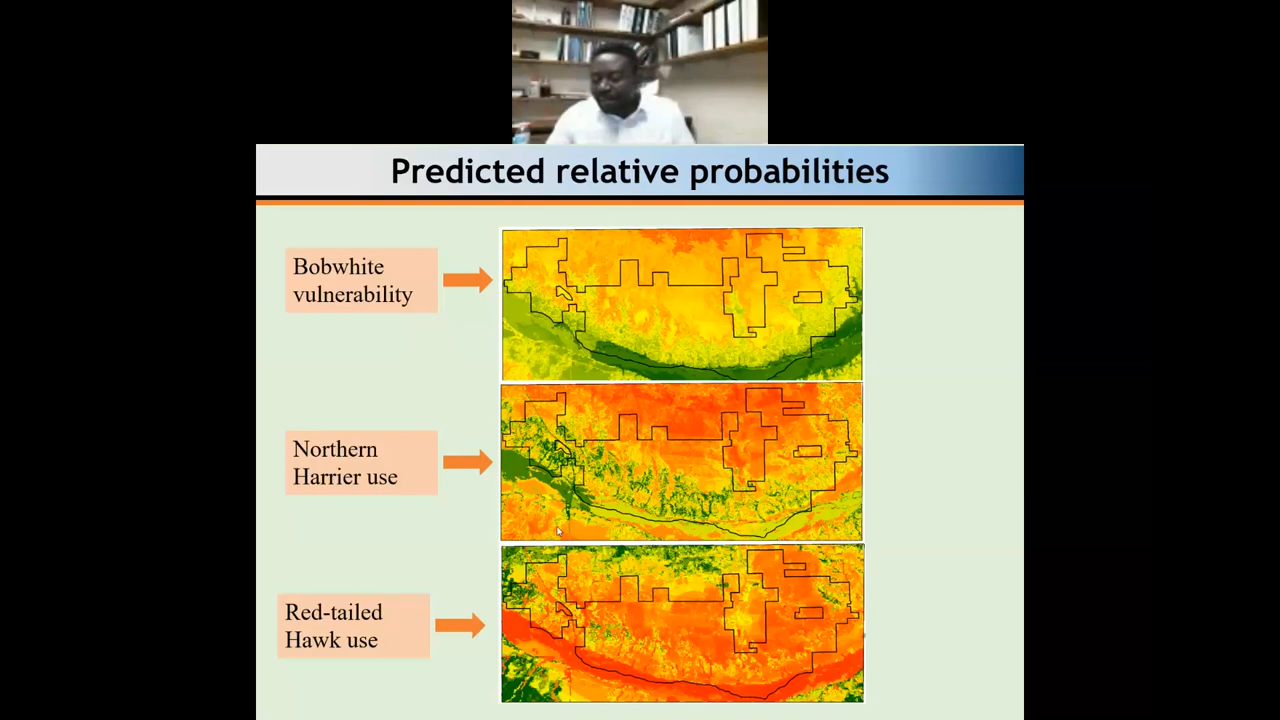 Predicted relative probabilities
Bobwhite
vulnerability
Northern
Harrier use
Red-tailed
Hawk use